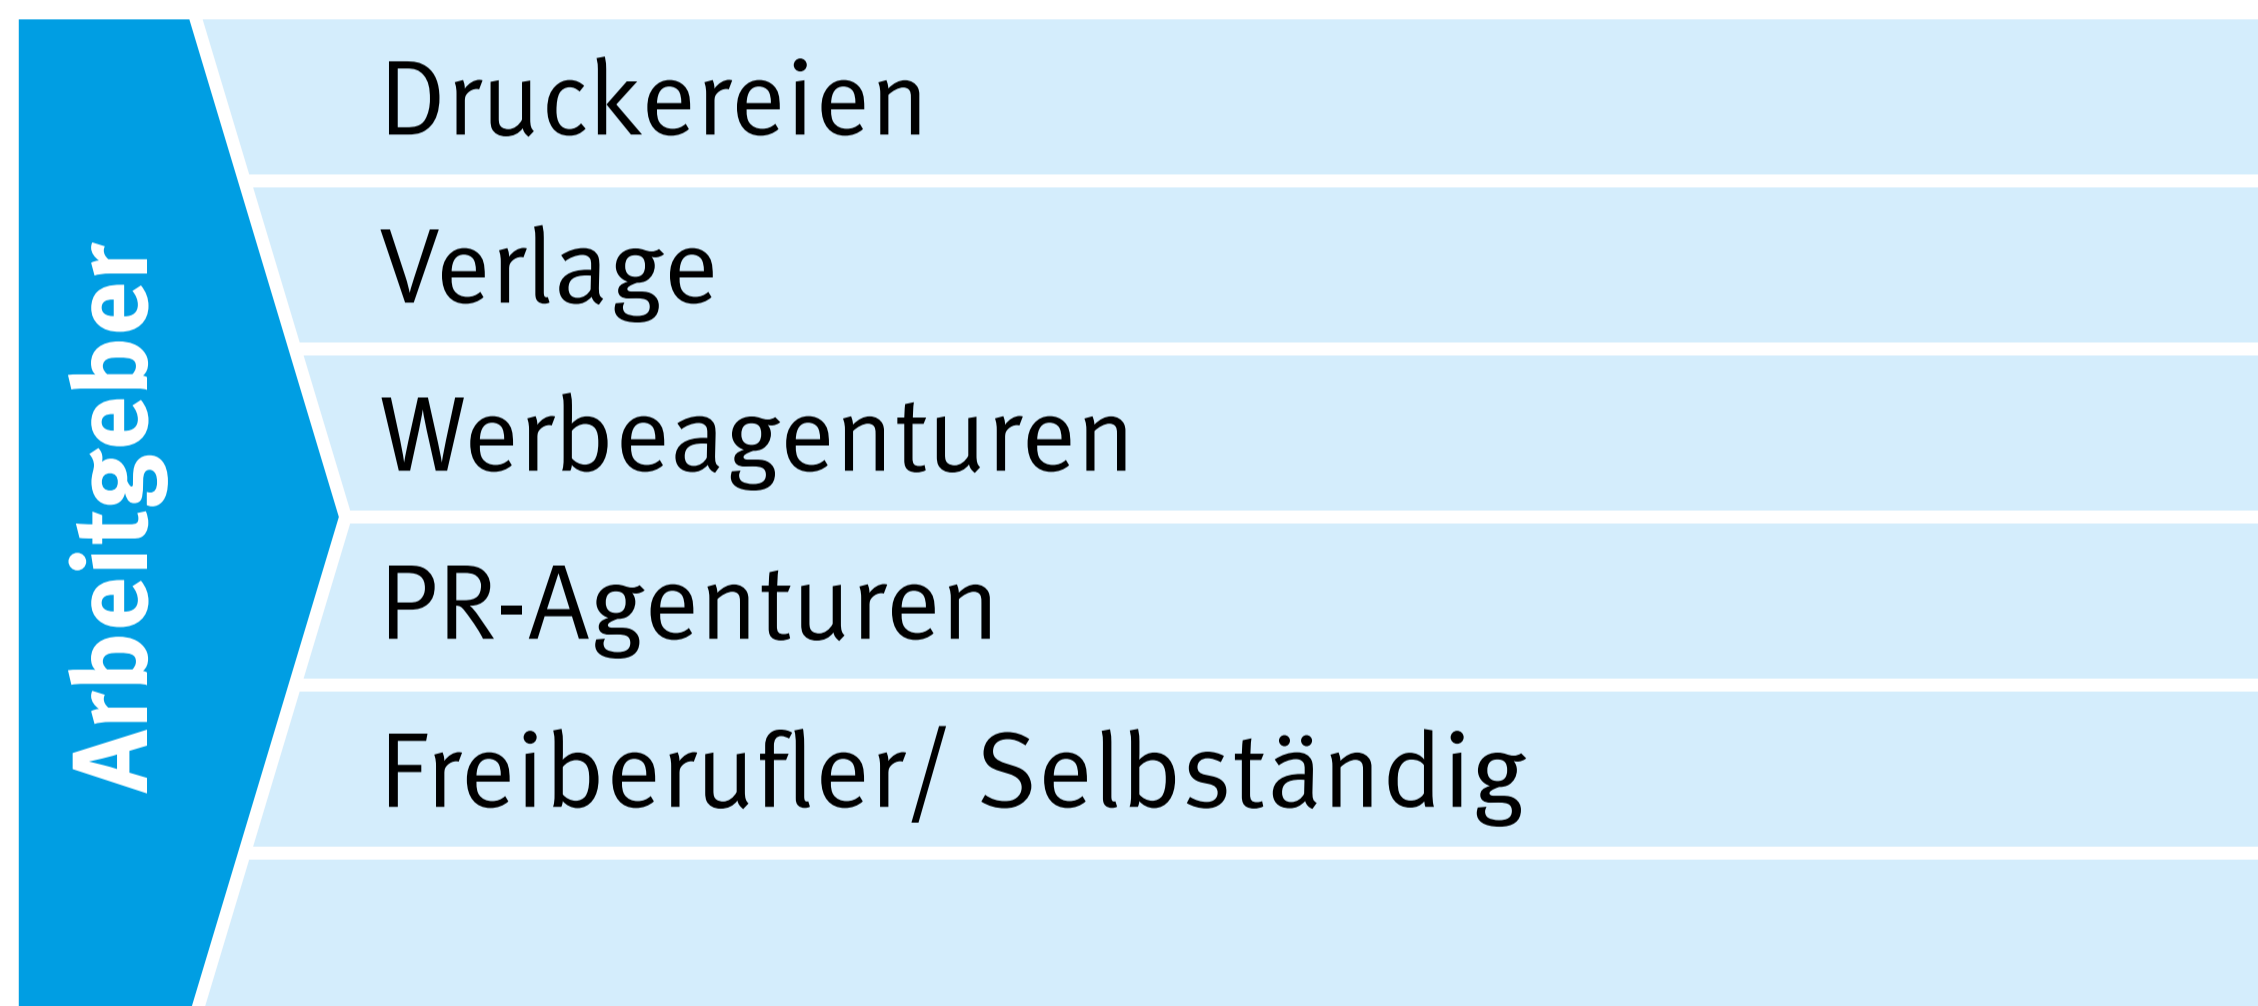 Arbeitgeber
Druckereien
Verlage
Werbeagenturen
PR-Agenturen
Freiberufler/ Selbständig